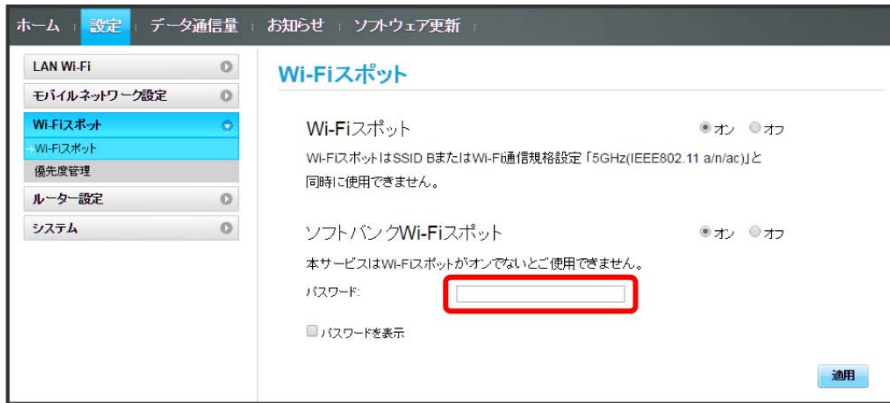 ホーム 設定 データ通信量 お知らせ ソフトウェア更新
LAN Wi-Fi
モバイルネットワーク設定
Wi-Fiスポット
Wi-Fiスポット
優先度管理
ルーター設定
システム
Wi-Fiスポット
Wi-Fiスポット オン オフ
Wi-FiスポットはSSID BまたはWi-Fi通信規格設定「5GHz(IEEE802.11 a/n/ac)」と
同時に使用できません。
ソフトバンクWi-Fiスポット オン オフ
本サービスはWi-Fiスポットがオンでないとご使用できません。
パスワード:
パスワードを表示
適用